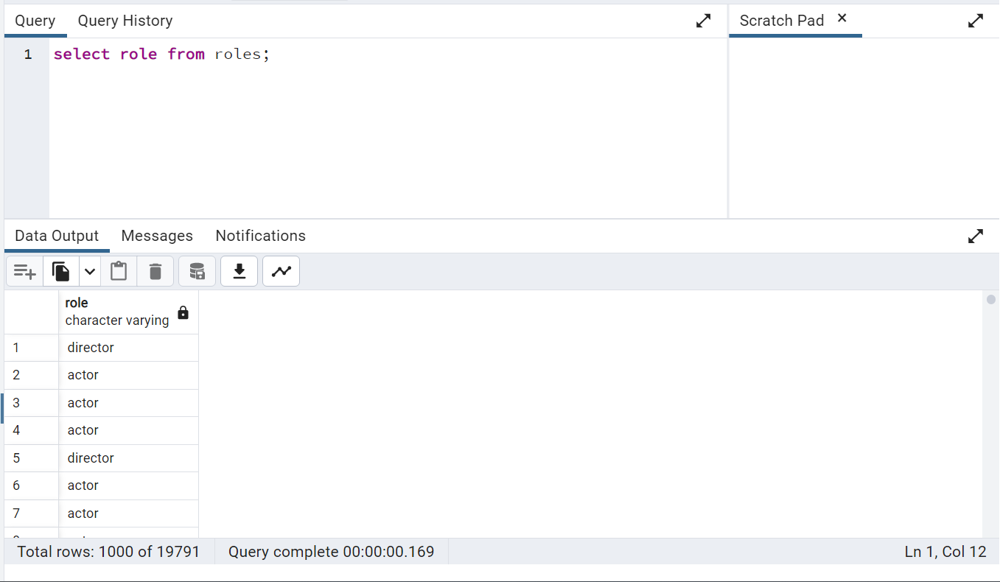 Query Query History Scratch Pad ×
1 select role from roles;
Data Output Messages Notifications
role
character varying
1 director
2 actor
3 actor
4 actor
5 director
6 actor
7 actor
Total rows: 1000 of 19791 Query complete 00:00:00.169 Ln 1, Col 12